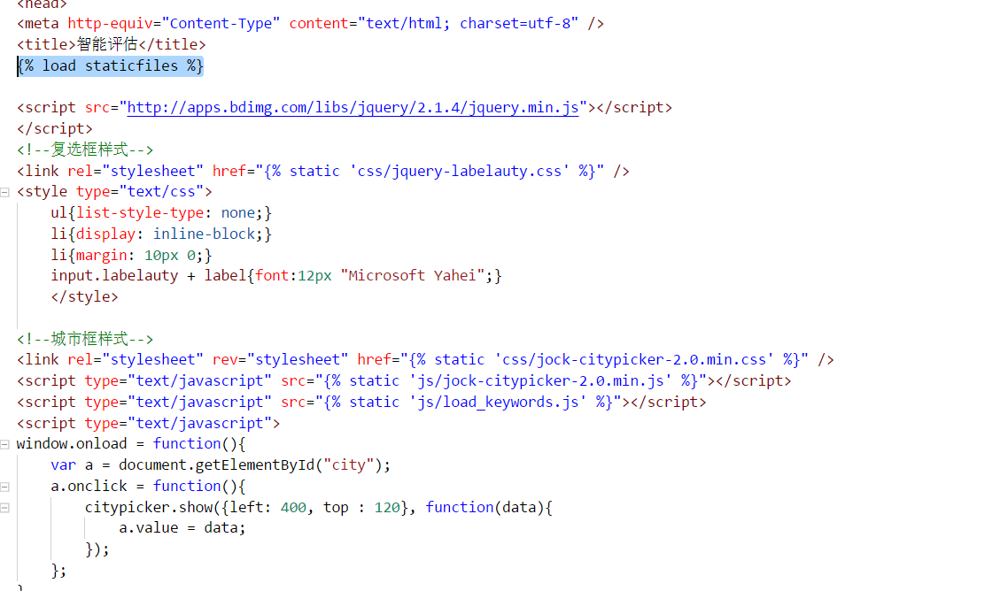 <head>
<meta http-equiv="Content-Type" content="text/html; charset=utf-8" />
<title>智能评估</title>
{% load staticfiles %}
<script src="http://apps.bdimg.com/libs/jquery/2.1.4/jquery.min.js"></script>
</script>
<!--复选框样式-->
<link rel="stylesheet" href="{% static 'css/jquery-labelauty.css' %}" />
<style type="text/css">
ul{list-style-type: none;}
li{display: inline-block;}
li{margin: 10px 0;}
input.labelauty + label{font:12px "Microsoft Yahei";}
</style>
<!--城市框样式-->
<link rel="stylesheet" rev="stylesheet" href="{% static 'css/jock-citypicker-2.0.min.css' %}" />
<script type="text/javascript" src="{% static 'js/jock-citypicker-2.0.min.js' %}"></script>
<script type="text/javascript" src="{% static 'js/load_keywords.js' %}"></script>
<script type="text/javascript">
window.onload = function(){
var a = document.getElementById("city");
a.onclick = function(){
citypicker.show({left: 400, top : 120}, function(data){
a.value = data;
});
};
}